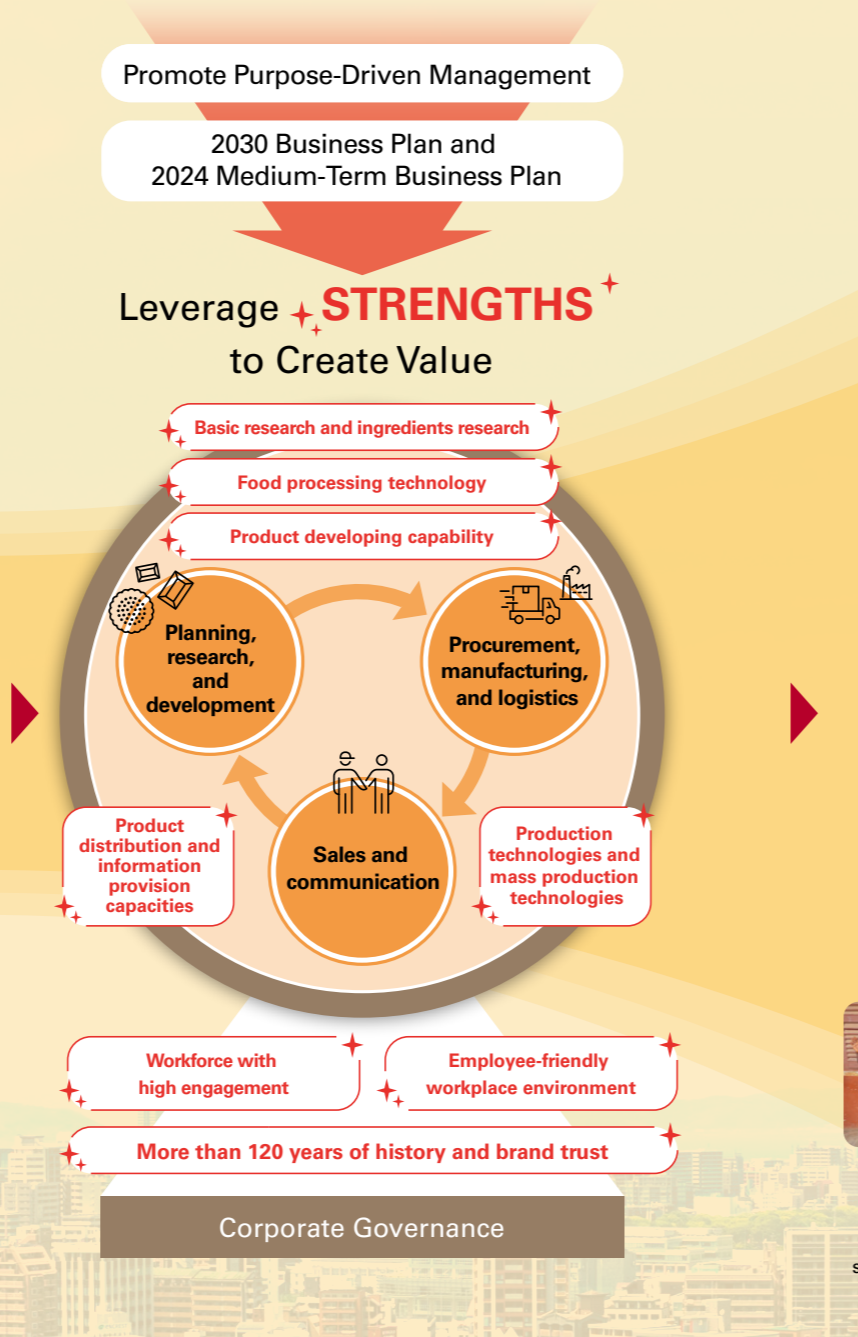 Promote Purpose-Driven Management
2030 Business Plan and
2024 Medium-Term Business Plan
Leverage STRENGTHS
to Create Value
Basic research and ingredients research
Food processing technology
Product developing capability
Planning,
research,
and
development
Procurement,
manufacturing,
and logistics
Sales and
communication
Product
distribution and
information
provision
capacities
Production
technologies and
mass production
technologies
Workforce with
high engagement
Employee-friendly
workplace environment
More than 120 years of history and brand trust
Corporate Governance